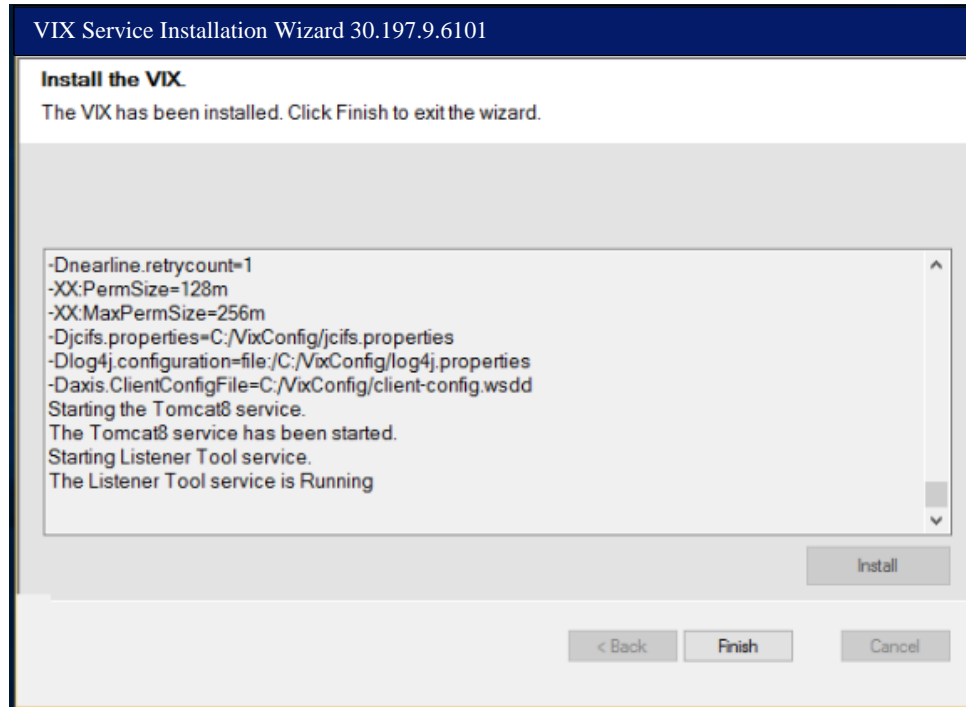 VIX Service Installation Wizard 30.197.9.6101
Install the VIX.
The VIX has been installed. Click Finish to exit the wizard.
-Dnearline.retrycount=1
-XX:PermSize=128m
-XX:MaxPermSize=256m
-Djcifs.properties=C:/VixConfig/jcifs.properties
-Dlog4j.configuration=file:/C:/VixConfig/log4j.properties
-Daxis.ClientConfigFile=C:/VixConfig/client-config.wsdd
Starting the Tomcat8 service.
The Tomcat8 service has been started.
Starting Listener Tool service.
The Listener Tool service is Running
Install
< Back Finish Cancel